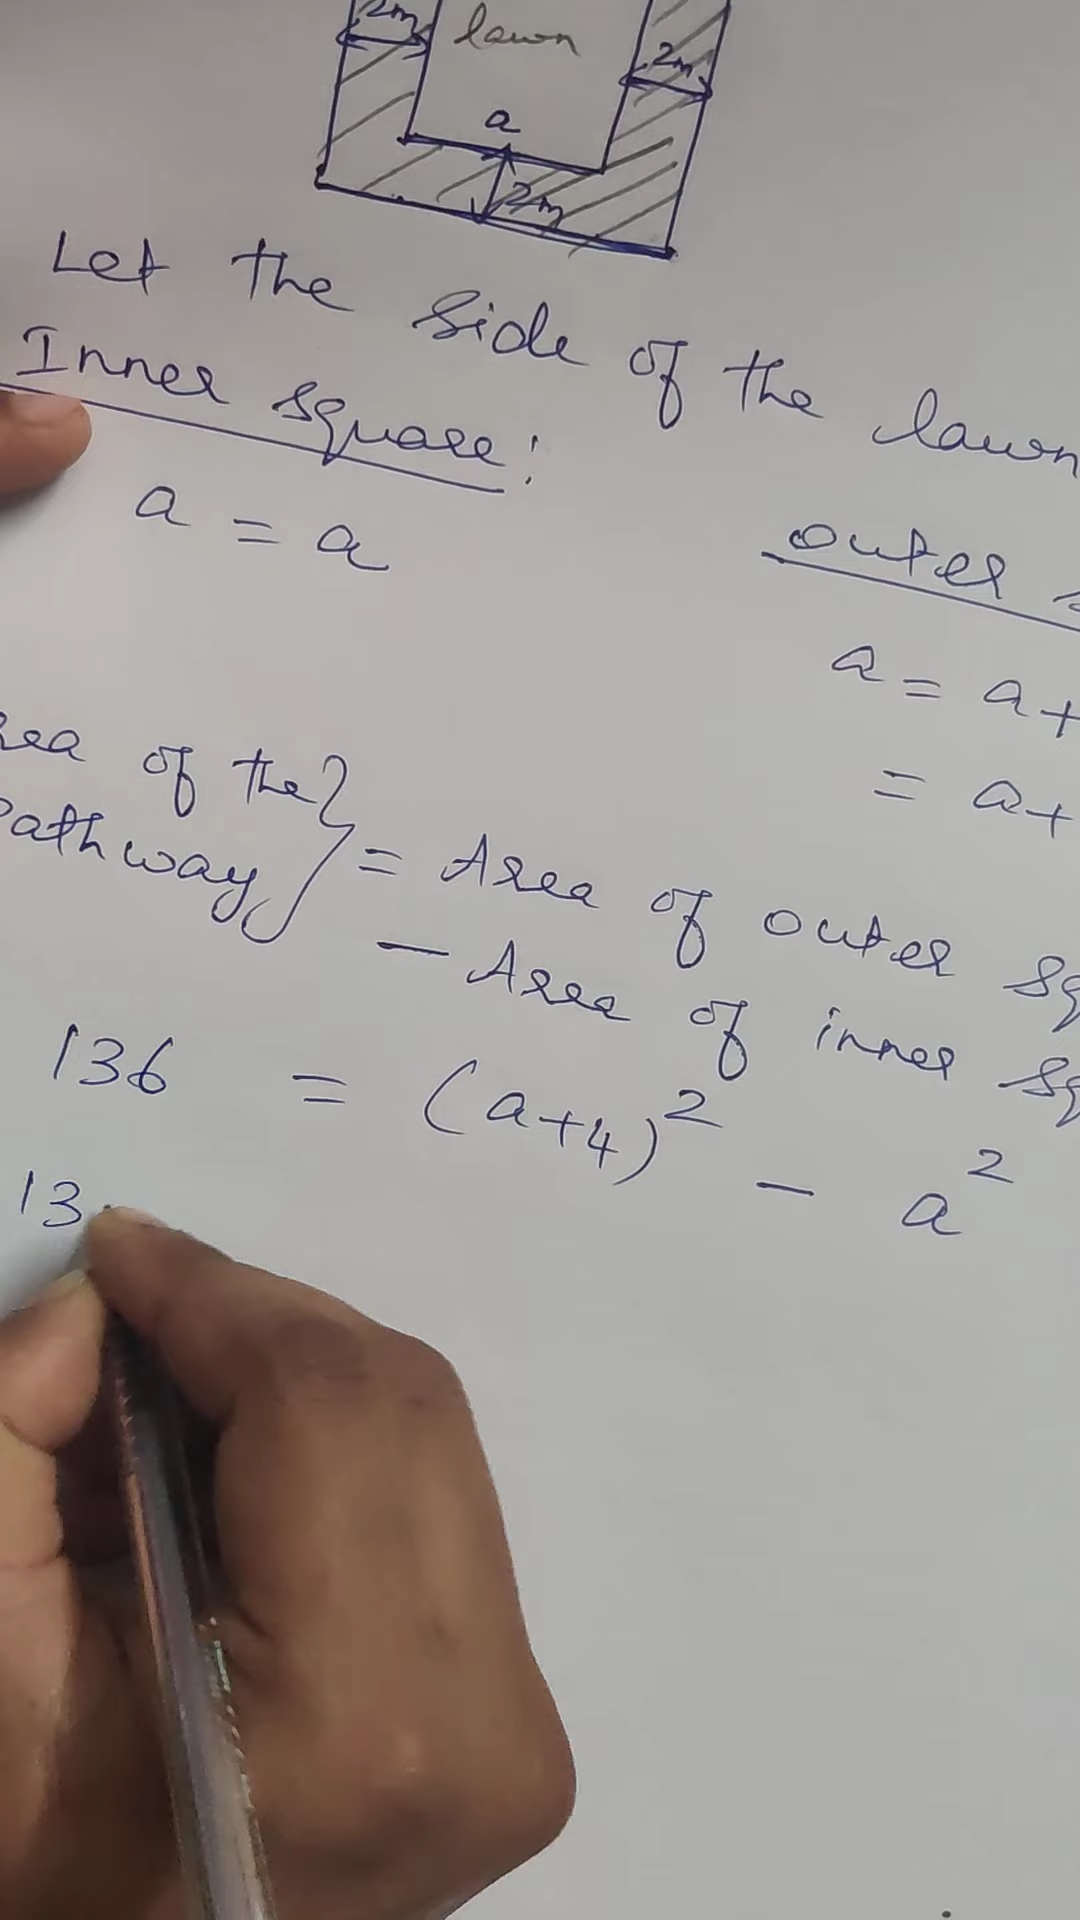 2m lawn 2m
a
2m
Let the side of the lawn
Inner square:
a = a
outer
a = a +
= a +
of the
= Area of outer
- Area of inner
136 = (a+4)² - a²
13